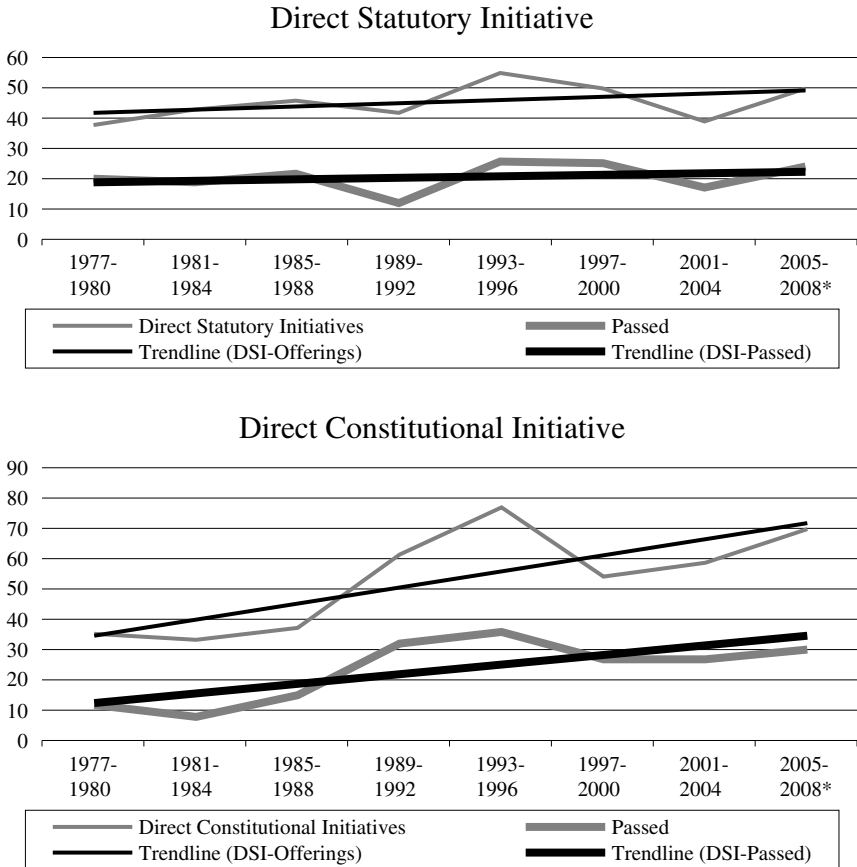 Direct Statutory Initiative
60
50
40
30
20
10
0
1977-1980 1981-1984 1985-1988 1989-1992 1993-1996 1997-2000 2001-2004 2005-2008*
Direct Statutory Initiatives Passed
Trendline (DSI-Offerings) Trendline (DSI-Passed)
Direct Constitutional Initiative
90
80
70
60
50
40
30
20
10
0
1977-1980 1981-1984 1985-1988 1989-1992 1993-1996 1997-2000 2001-2004 2005-2008*
Direct Constitutional Initiatives Passed
Trendline (DSI-Offerings) Trendline (DSI-Passed)